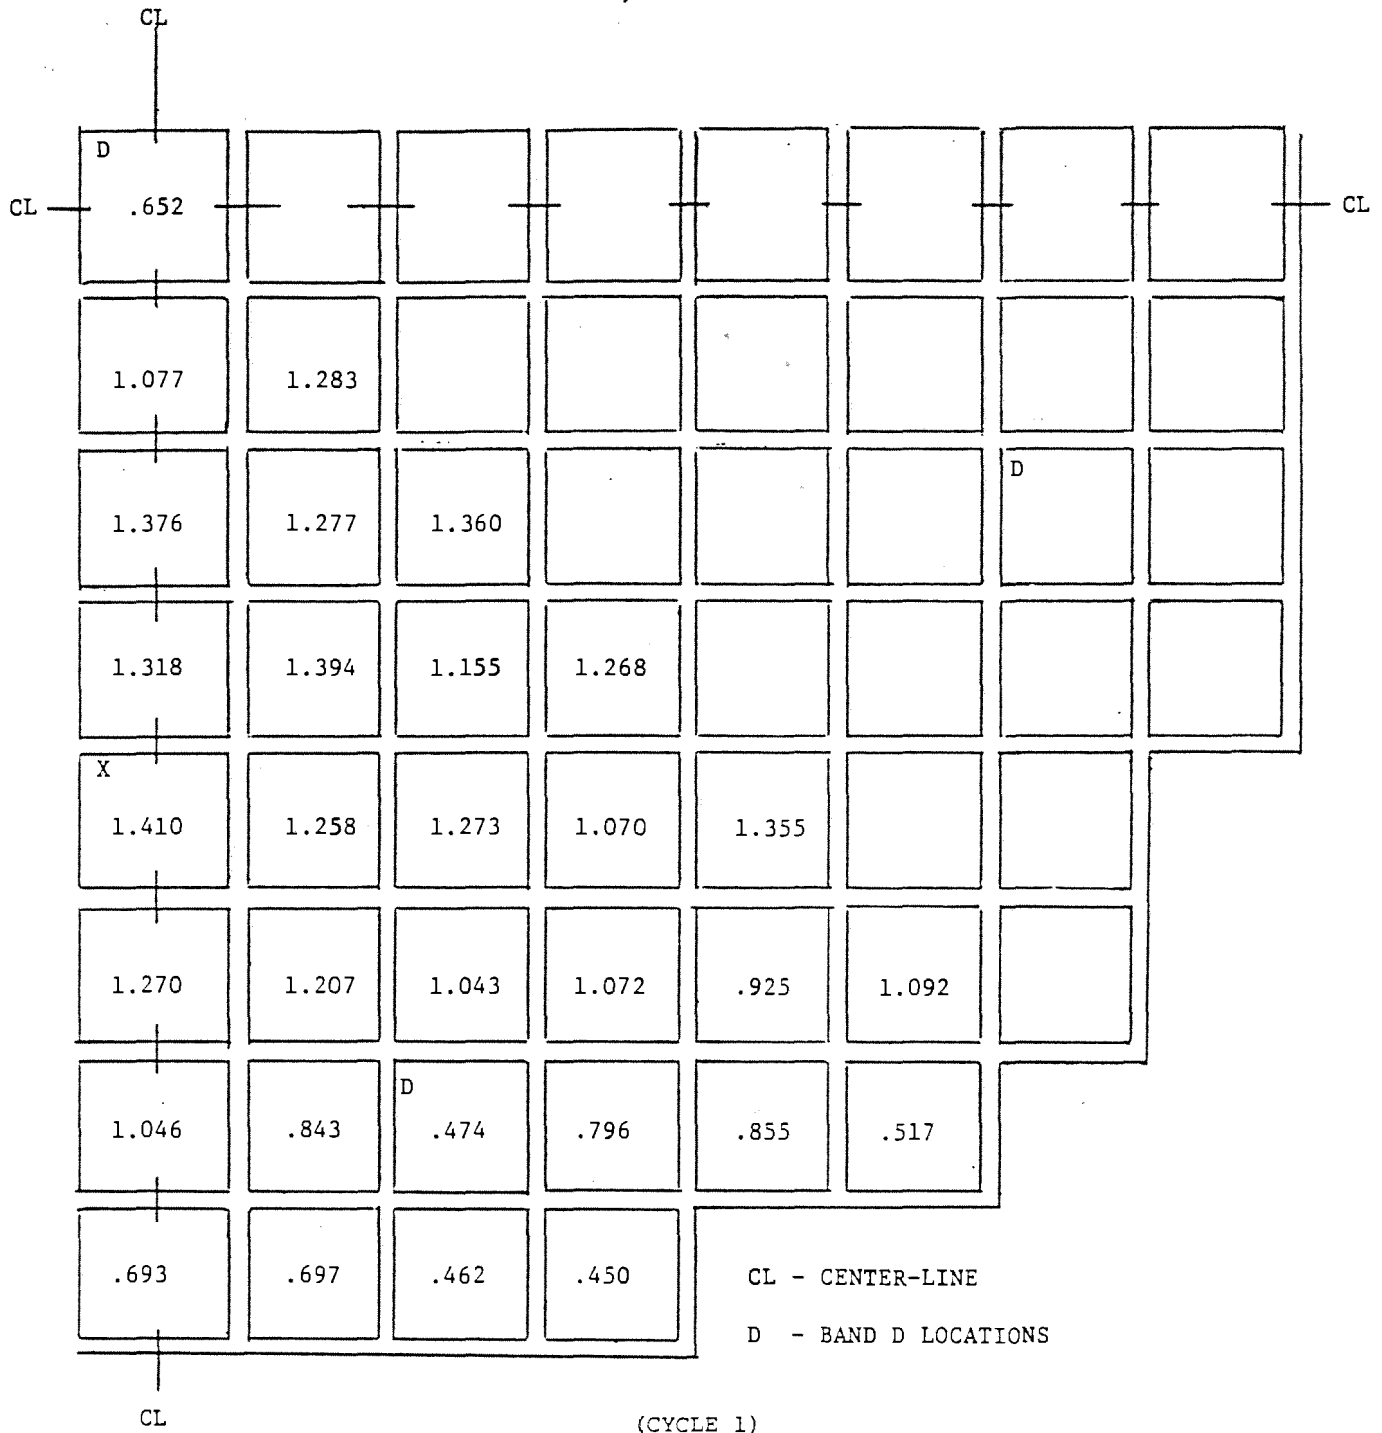 CL
D
CL .652 CL
1.077 1.283
D
1.376 1.277 1.360
1.318 1.394 1.155 1.268
X
1.410 1.258 1.273 1.070 1.355
1.270 1.207 1.043 1.072 .925 1.092
D
1.046 .843 .474 .796 .855 .517
.693 .697 .462 .450
CL - CENTER-LINE
D - BAND D LOCATIONS
CL
(CYCLE 1)